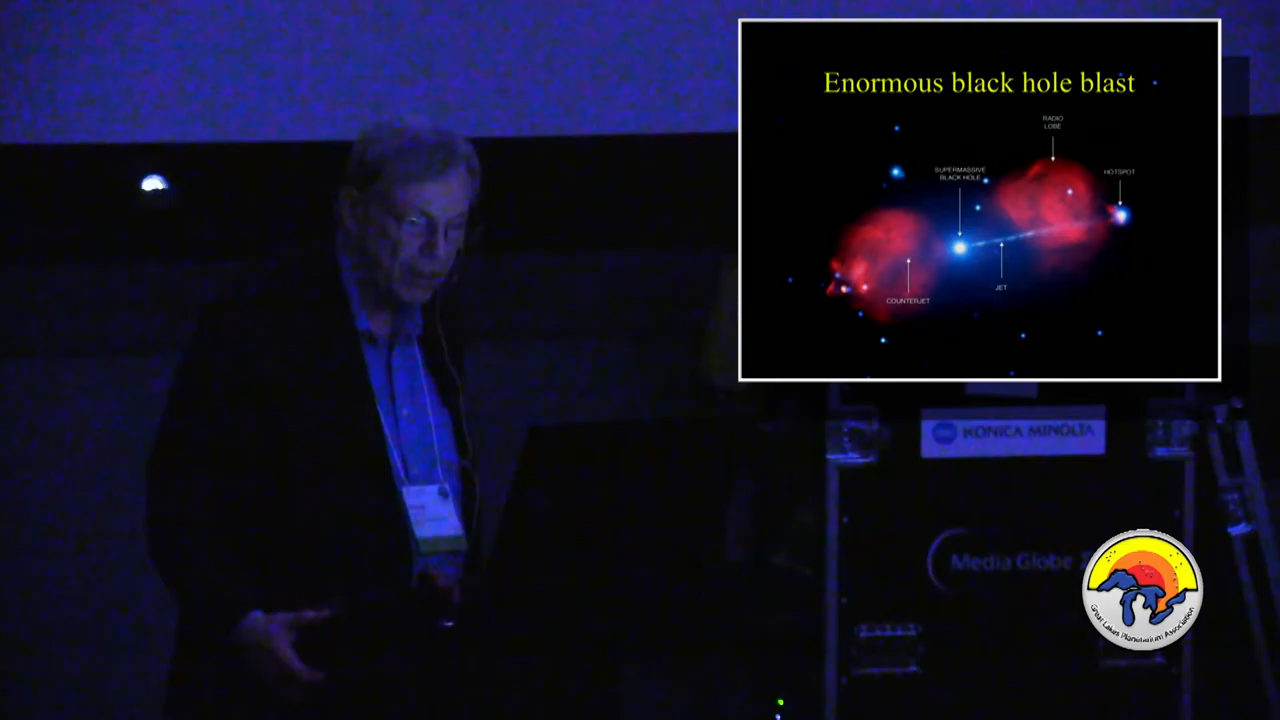 Enormous black hole blast
RADIO
LOBE
SUPERMASSIVE
BLACK HOLE
HOTSPOT
COUNTERJET
JET
KONICA MINOLTA
Media Globe
Great Lakes Planetarium Association